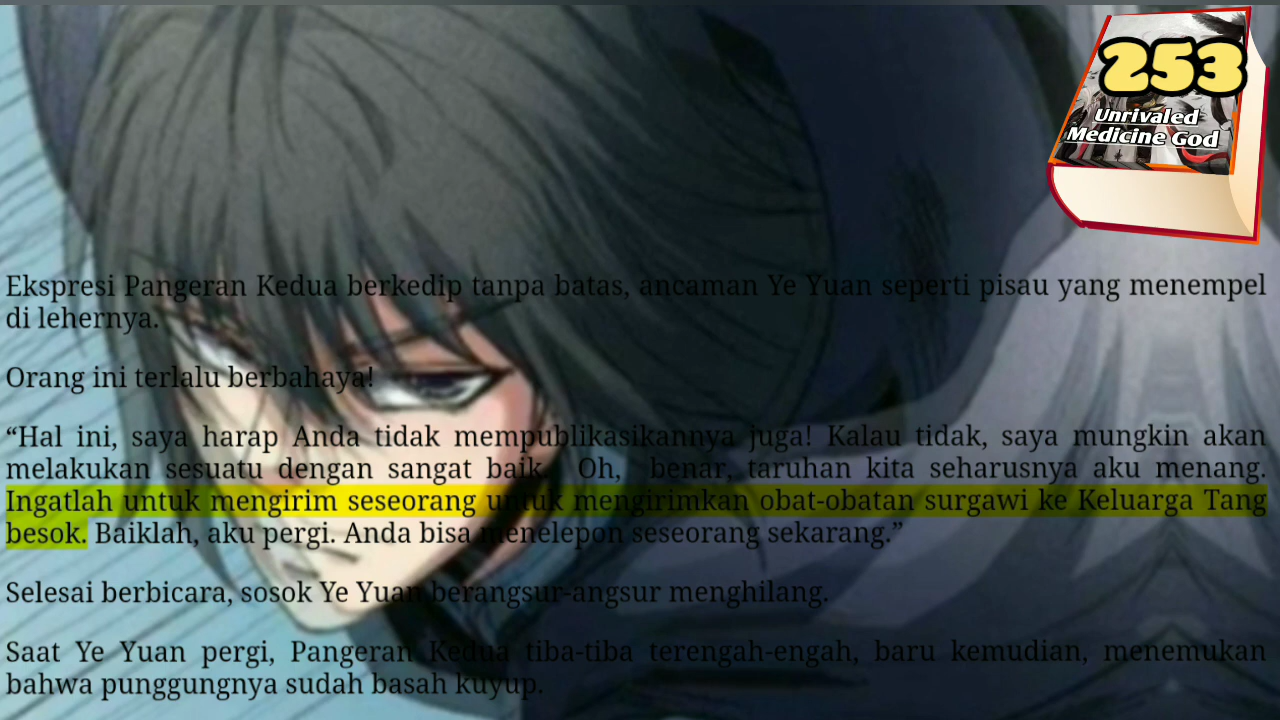 253
Unrivaled
Medicine God
Ekspresi Pangeran Kedua berkedip tanpa batas, ancaman Ye Yuan seperti pisau yang menempel
di lehernya.
Orang ini terlalu berbahaya!
“Hal ini, saya harap Anda tidak mempublikasikannya juga! Kalau tidak, saya mungkin akan
melakukan sesuatu dengan sangat baik. Oh, benar, taruhan kita seharusnya aku menang.
Ingatlah untuk mengirim seseorang untuk mengirimkan obat-obatan surgawi ke Keluarga Tang
besok. Baiklah, aku pergi. Anda bisa menelepon seseorang sekarang.”
Selesai berbicara, sosok Ye Yuan berangsur-angsur menghilang.
Saat Ye Yuan pergi, Pangeran Kedua tiba-tiba terengah-engah, baru kemudian, menemukan
bahwa punggungnya sudah basah kuyup.